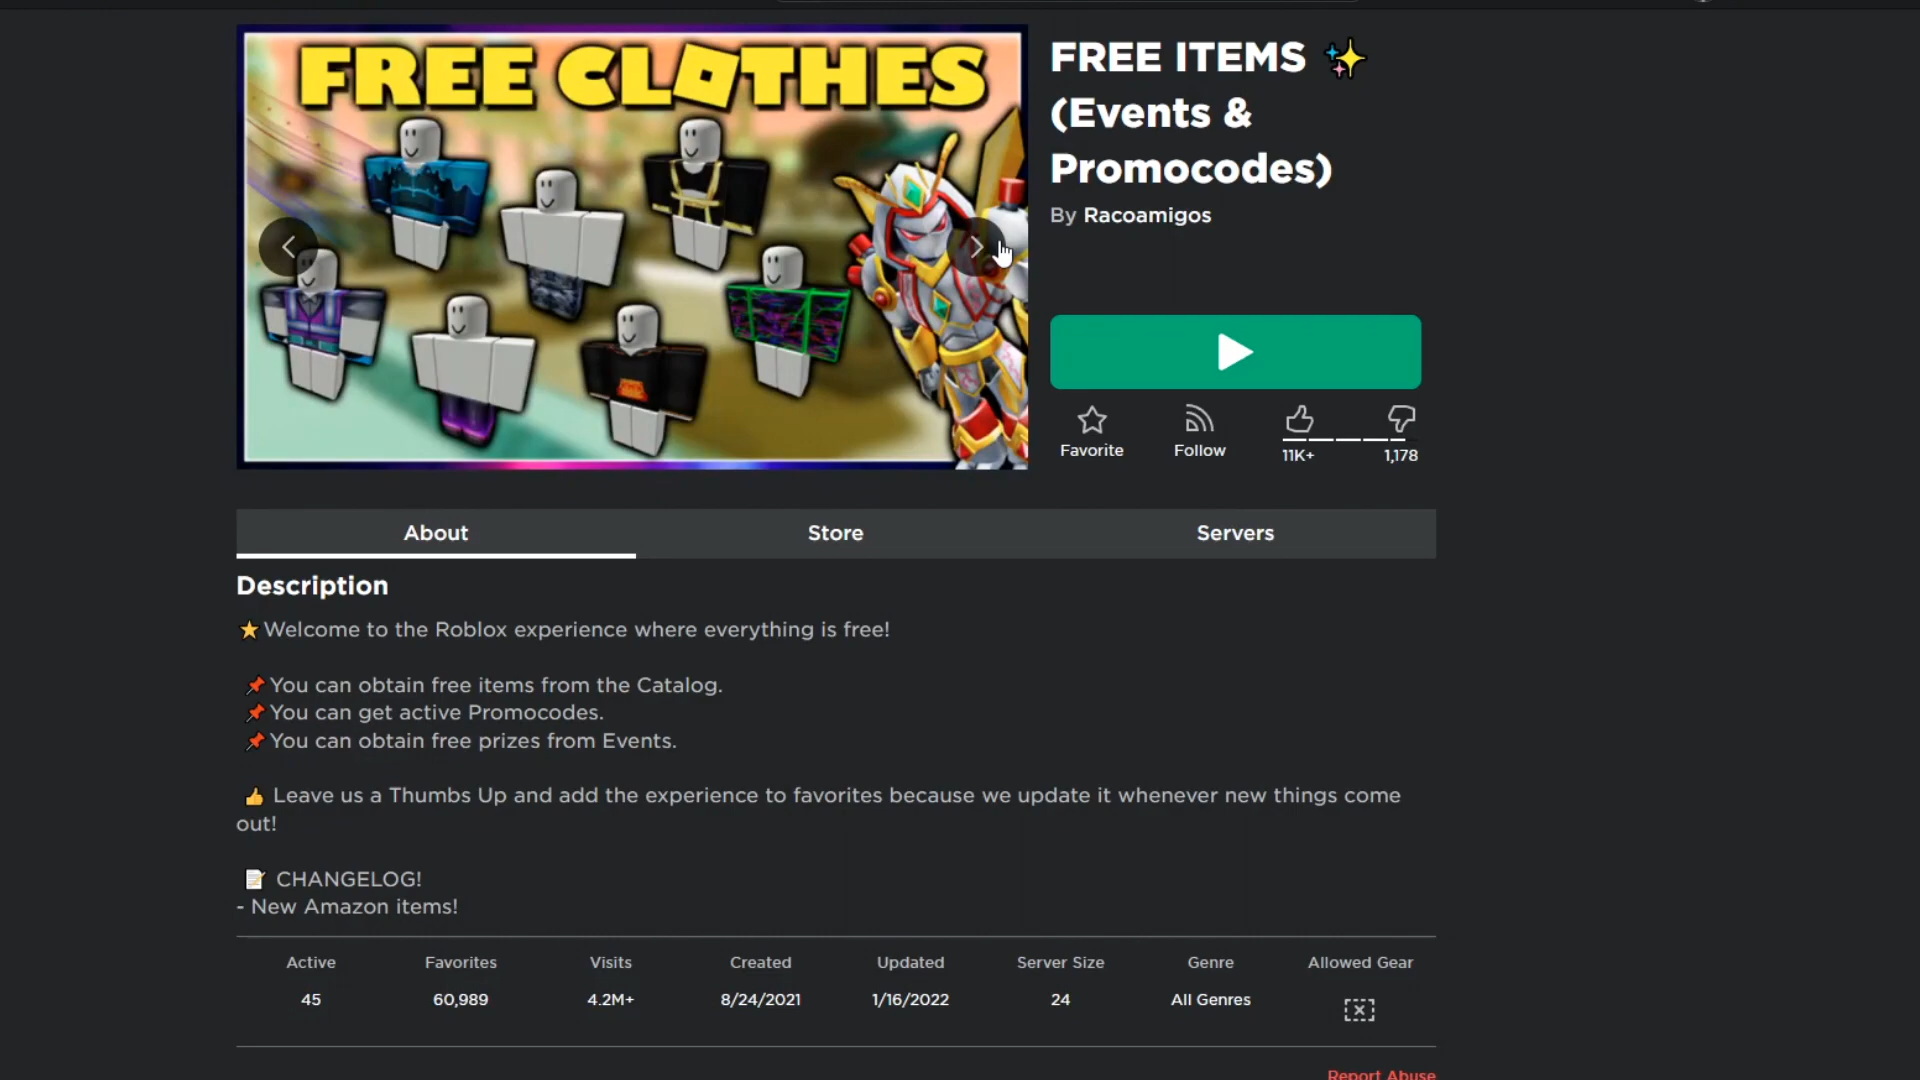 FREE CLOTHES
FREE ITEMS ✨
(Events &
Promocodes)
By Racoamigos
Favorite
Follow
11K+
1,178
About
Store
Servers
Description
⭐Welcome to the Roblox experience where everything is free!
📌You can obtain free items from the Catalog.
📌You can get active Promocodes.
📌You can obtain free prizes from Events.
👍 Leave us a Thumbs Up and add the experience to favorites because we update it whenever new things come
out!
📝 CHANGELOG!
- New Amazon items!
Active Favorites Visits Created Updated Server Size Genre Allowed Gear
45 60,989 4.2M+ 8/24/2021 1/16/2022 24 All Genres
Report Abuse